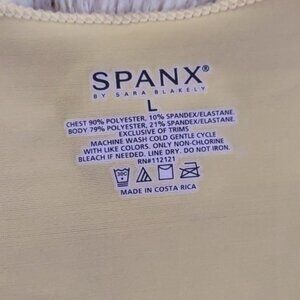 SPANX®
BY SARA BLAKELY
L
CHEST 90% POLYESTER, 10% SPANDEX/ELASTANE.
BODY 79% POLYESTER, 21% SPANDEX/ELASTANE.
EXCLUSIVE OF TRIMS
MACHINE WASH COLD GENTLE CYCLE
WITH LIKE COLORS. ONLY NON-CHLORINE
BLEACH IF NEEDED. LINE DRY. DO NOT IRON.
RN#112121
30C
MADE IN COSTA RICA